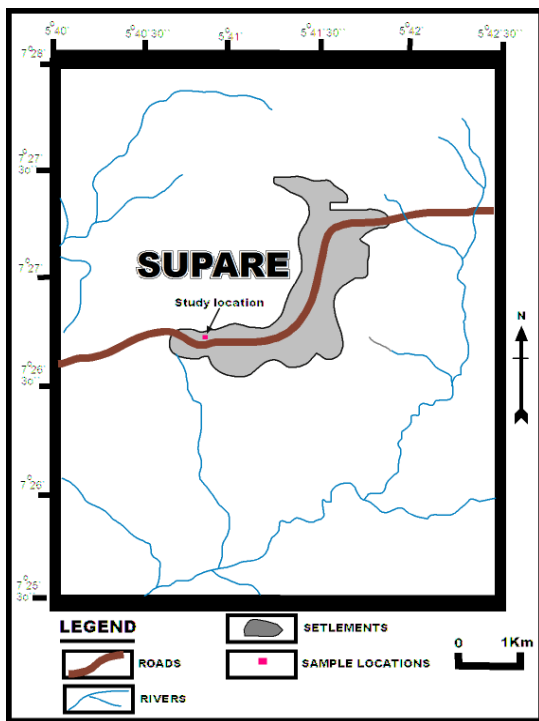 5°40' 5°40'30'' 5°41' 5°41'30'' 5°42' 5°42'30''
7°28'
7°27'
30''
7°27'
SUPARE
Study location
N
7°26'
30''
7°26'
7°25'
30''
LEGEND
SETLEMENTS
0 1Km
ROADS
SAMPLE LOCATIONS
RIVERS